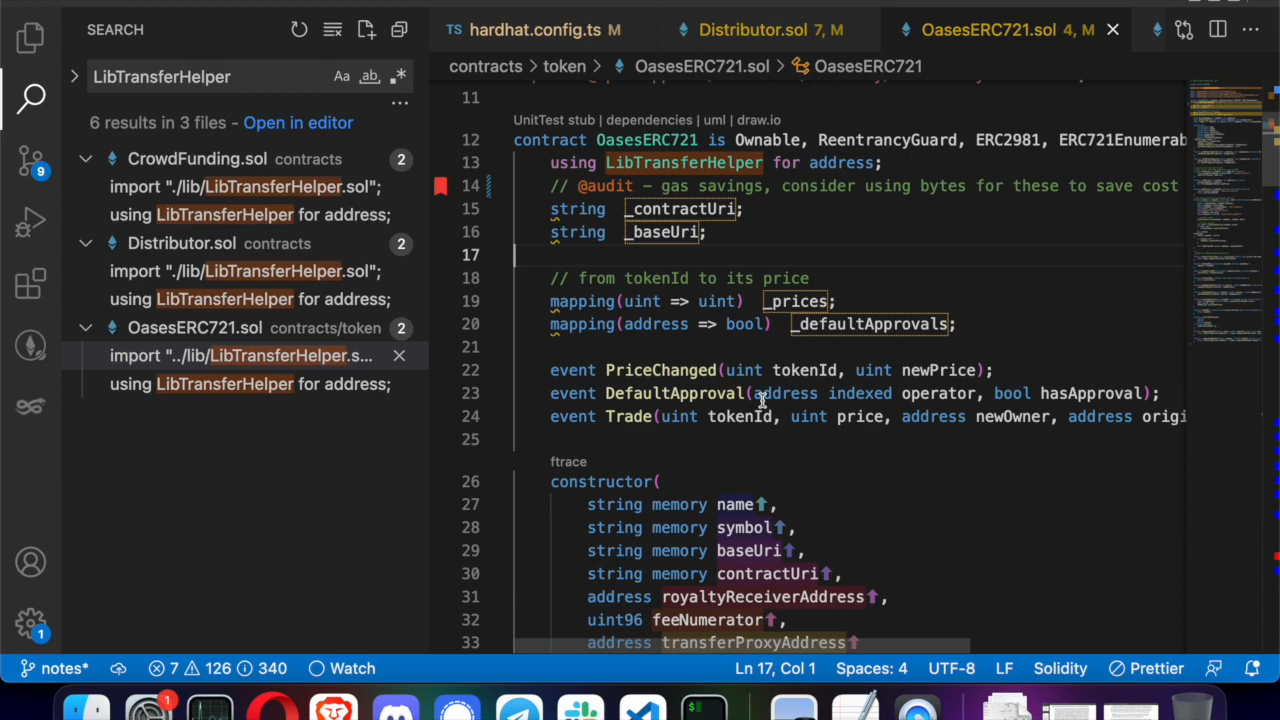 SEARCH
LibTransferHelper
Aa ab .*
6 results in 3 files - Open in editor
CrowdFunding.sol contracts 2
import "./lib/LibTransferHelper.sol";
using LibTransferHelper for address;
Distributor.sol contracts 2
import "./lib/LibTransferHelper.sol";
using LibTransferHelper for address;
OasesERC721.sol contracts/token 2
import "../lib/LibTransferHelper.s...
using LibTransferHelper for address;
9
1
TS hardhat.config.ts M
Distributor.sol 7, M
OasesERC721.sol 4, M
contracts > token > OasesERC721.sol > OasesERC721
11
UnitTest stub | dependencies | uml | draw.io
12 contract OasesERC721 is Ownable, ReentrancyGuard, ERC2981, ERC721Enumerab
13 using LibTransferHelper for address;
14 // @audit – gas savings, consider using bytes for these to save cost
15 string _contractUri;
16 string _baseUri;
17
18 // from tokenId to its price
19 mapping(uint => uint) _prices;
20 mapping(address => bool) _defaultApprovals;
21
22 event PriceChanged(uint tokenId, uint newPrice);
23 event DefaultApproval(address indexed operator, bool hasApproval);
24 event Trade(uint tokenId, uint price, address newOwner, address origi
25
ftrace
26 constructor(
27 string memory name⬆,
28 string memory symbol⬆,
29 string memory baseUri⬆,
30 string memory contractUri⬆,
31 address royaltyReceiverAddress⬆,
32 uint96 feeNumerator⬆,
33 address transferProxyAddress⬆
notes* 7 126 340 Watch Ln 17, Col 1 Spaces: 4 UTF-8 LF Solidity Prettier
1
$